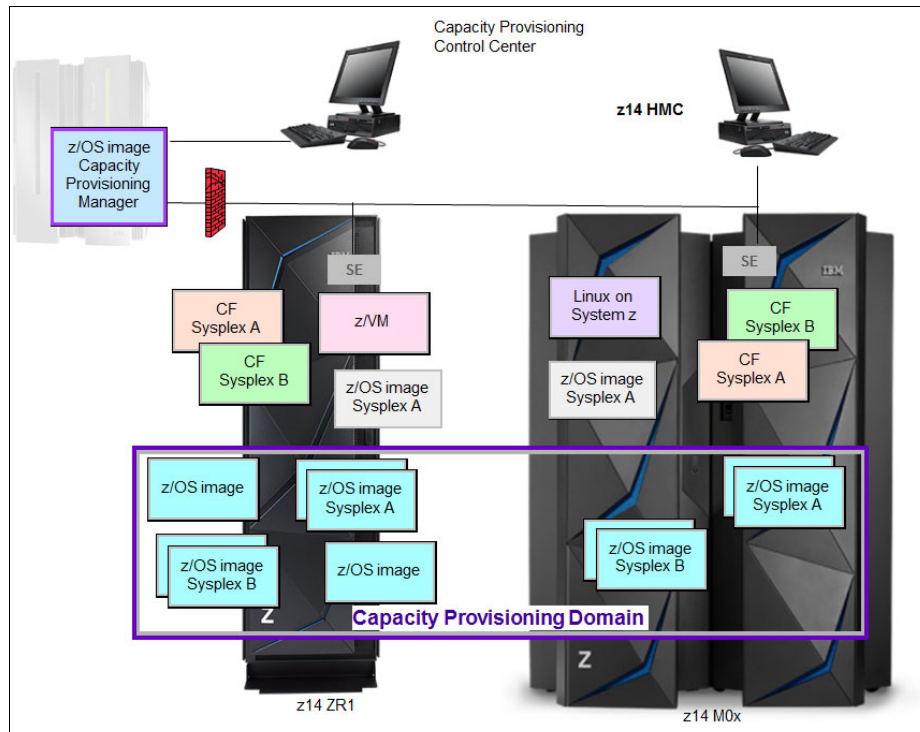 Capacity Provisioning
Control Center
z14 HMC
z/OS image
Capacity
Provisioning
Manager
SE
SE
IBM
CF
Sysplex A
z/VM
CF
Sysplex B
z/OS image
Sysplex A
Linux on
System z
CF
Sysplex B
CF
Sysplex A
z/OS image
Sysplex A
z/OS image
z/OS image
Sysplex A
z/OS image
Sysplex B
z/OS image
z/OS image
Sysplex B
z/OS image
Sysplex A
Capacity Provisioning Domain
Z
Z
z14 ZR1
z14 M0x